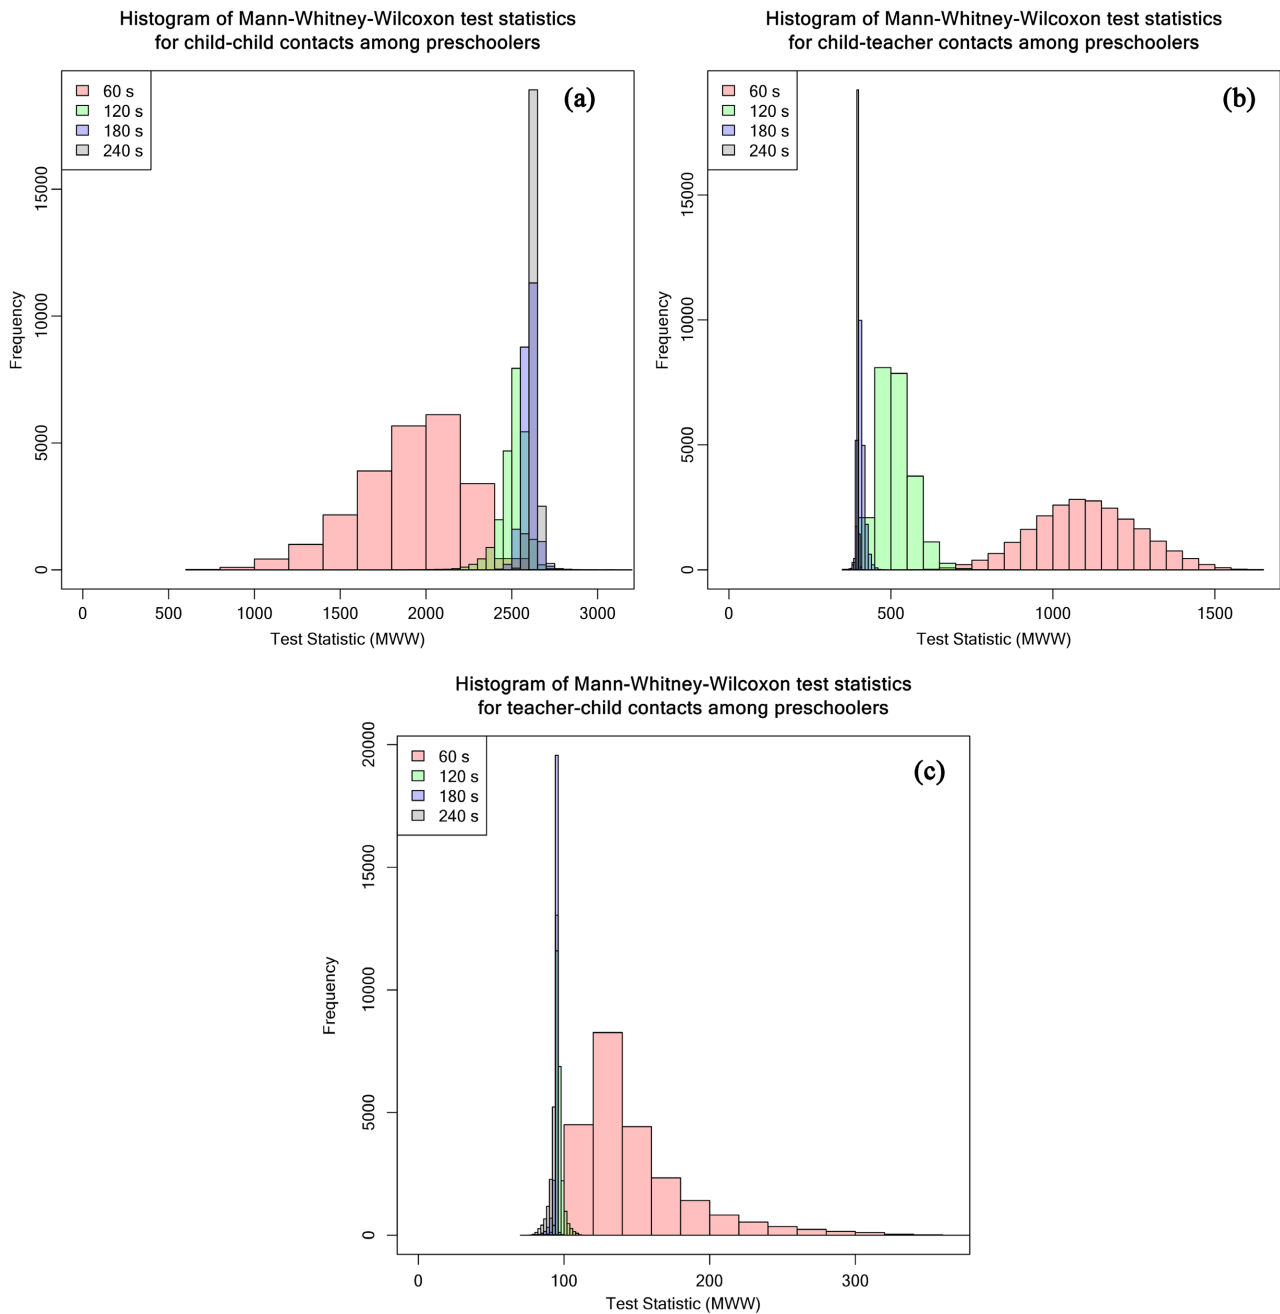 Histogram of Mann-Whitney-Wilcoxon test statistics
for child-child contacts among preschoolers
60 s
120 s
180 s
240 s
(a)
Frequency
0
5000
10000
15000
0
500
1000
1500
2000
2500
3000
Test Statistic (MWW)
Histogram of Mann-Whitney-Wilcoxon test statistics
for child-teacher contacts among preschoolers
60 s
120 s
180 s
240 s
(b)
Frequency
0
5000
10000
15000
0
500
1000
1500
Test Statistic (MWW)
Histogram of Mann-Whitney-Wilcoxon test statistics
for teacher-child contacts among preschoolers
60 s
120 s
180 s
240 s
(c)
Frequency
0
5000
10000
15000
20000
0
100
200
300
Test Statistic (MWW)